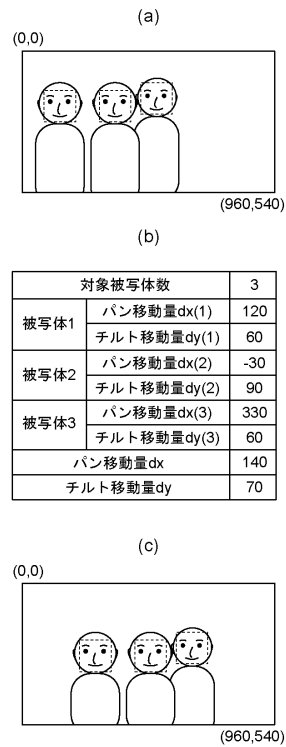 (a)
(0,0)
(960,540)
(b)
対象被写体数 3
被写体1 パン移動量dx(1) 120
チルト移動量dy(1) 60
被写体2 パン移動量dx(2) -30
チルト移動量dy(2) 90
被写体3 パン移動量dx(3) 330
チルト移動量dy(3) 60
パン移動量dx 140
チルト移動量dy 70
(c)
(0,0)
(960,540)